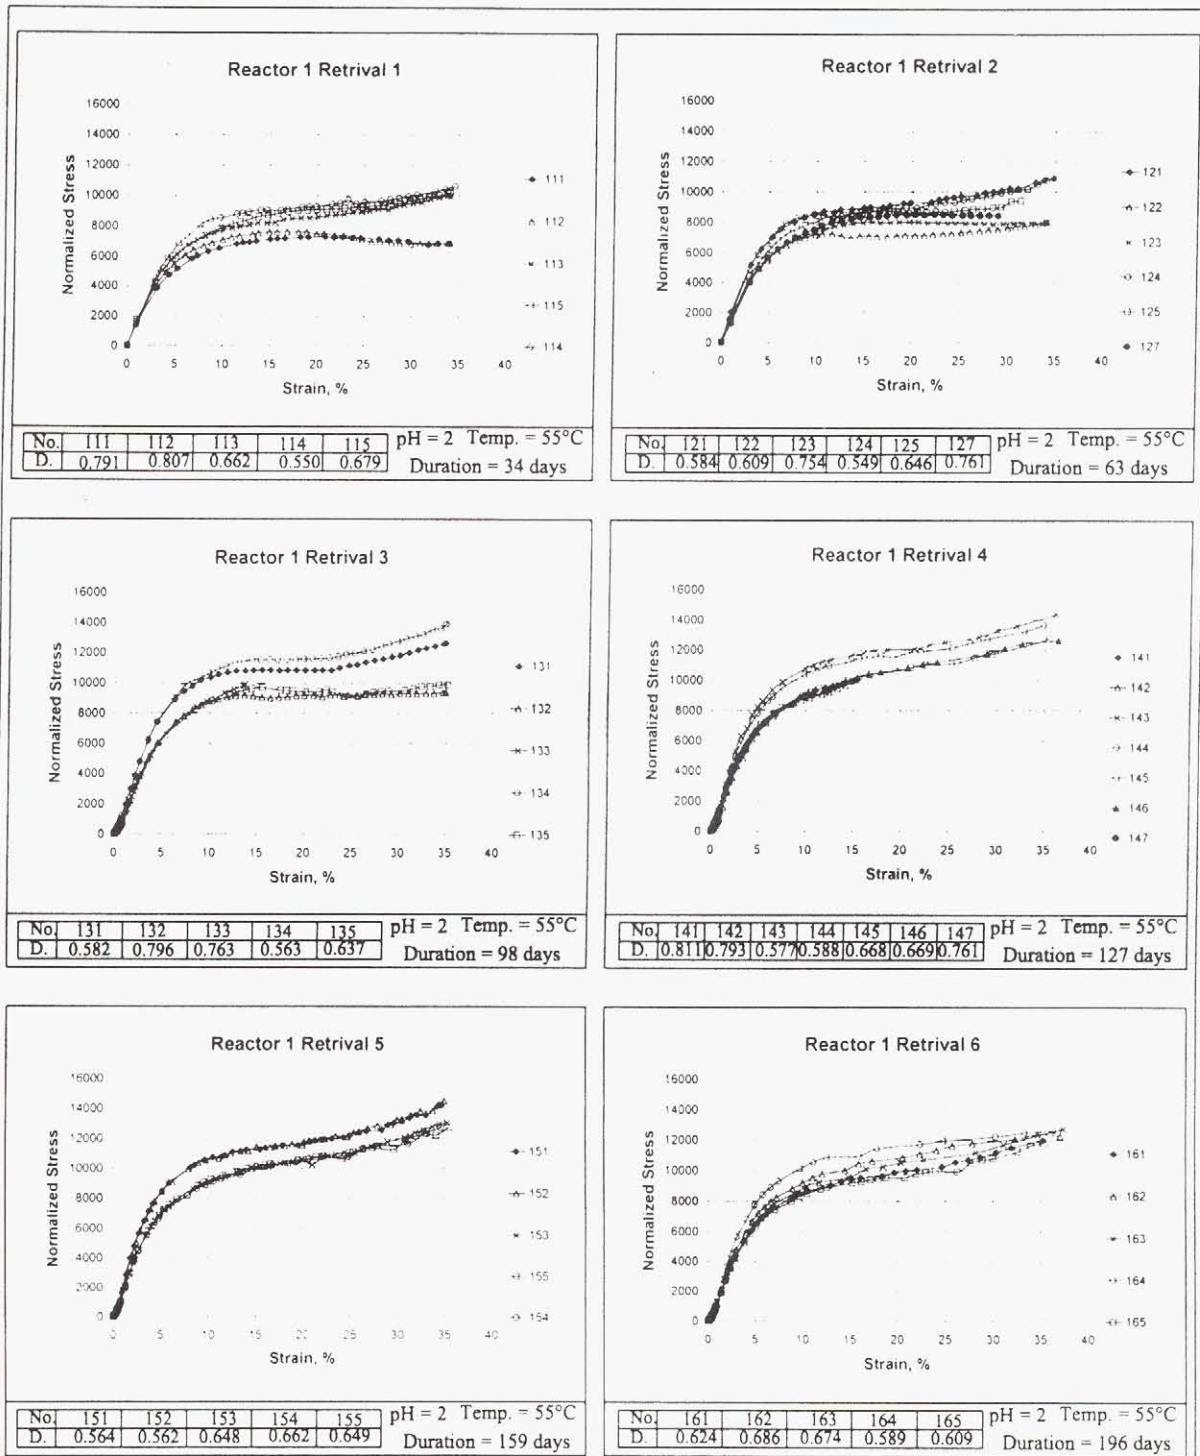 Reactor 1 Retrival 1
16000
14000
12000
10000
8000
6000
4000
2000
0
Normalized Stress
0 5 10 15 20 25 30 35 40
Strain, %
111
112
113
115
114
No. 111 112 113 114 115
D. 0.791 0.807 0.662 0.550 0.679
pH = 2 Temp. = 55°C
Duration = 34 days
Reactor 1 Retrival 2
16000
14000
12000
10000
8000
6000
4000
2000
0
Normalized Stress
0 5 10 15 20 25 30 35 40
Strain, %
121
122
123
124
125
127
No. 121 122 123 124 125 127
D. 0.584 0.609 0.754 0.549 0.646 0.761
pH = 2 Temp. = 55°C
Duration = 63 days
Reactor 1 Retrival 3
16000
14000
12000
10000
8000
6000
4000
2000
0
Normalized Stress
0 5 10 15 20 25 30 35 40
Strain, %
131
132
133
134
135
No. 131 132 133 134 135
D. 0.582 0.796 0.763 0.563 0.637
pH = 2 Temp. = 55°C
Duration = 98 days
Reactor 1 Retrival 4
16000
14000
12000
10000
8000
6000
4000
2000
0
Normalized Stress
0 5 10 15 20 25 30 35 40
Strain, %
141
142
143
144
145
146
147
No. 141 142 143 144 145 146 147
D. 0.811 0.793 0.577 0.588 0.668 0.669 0.761
pH = 2 Temp. = 55°C
Duration = 127 days
Reactor 1 Retrival 5
16000
14000
12000
10000
8000
6000
4000
2000
0
Normalized Stress
0 5 10 15 20 25 30 35 40
Strain, %
151
152
153
155
154
No. 151 152 153 154 155
D. 0.564 0.562 0.648 0.662 0.649
pH = 2 Temp. = 55°C
Duration = 159 days
Reactor 1 Retrival 6
16000
14000
12000
10000
8000
6000
4000
2000
0
Normalized Stress
0 5 10 15 20 25 30 35 40
Strain, %
161
162
163
164
165
No. 161 162 163 164 165
D. 0.624 0.686 0.674 0.589 0.609
pH = 2 Temp. = 55°C
Duration = 196 days